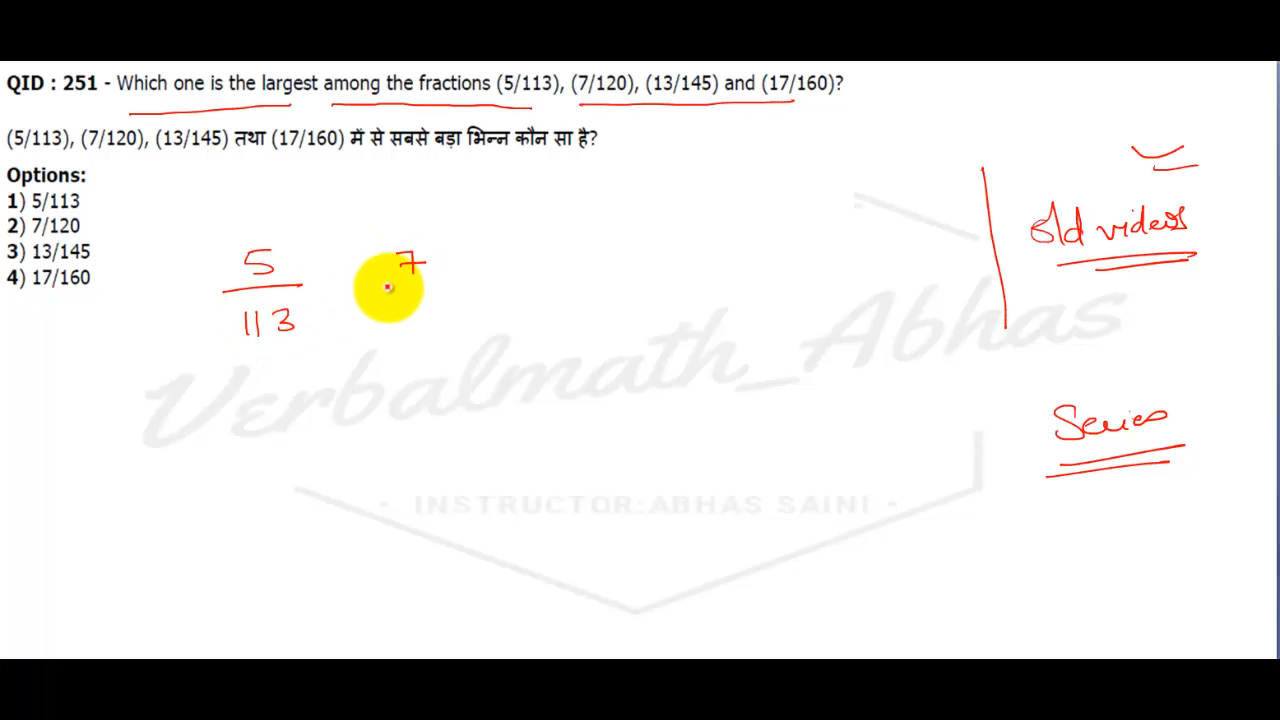 QID : 251 - Which one is the largest among the fractions (5/113), (7/120), (13/145) and (17/160)?
(5/113), (7/120), (13/145) तथा (17/160) में से सबसे बड़ा भिन्न कौन सा है?
Options:
1) 5/113
2) 7/120
3) 13/145
4) 17/160
5 7
113
old videos
Series
Verbalmath_Abhas
- INSTRUCTOR:ABHAS SAINI -